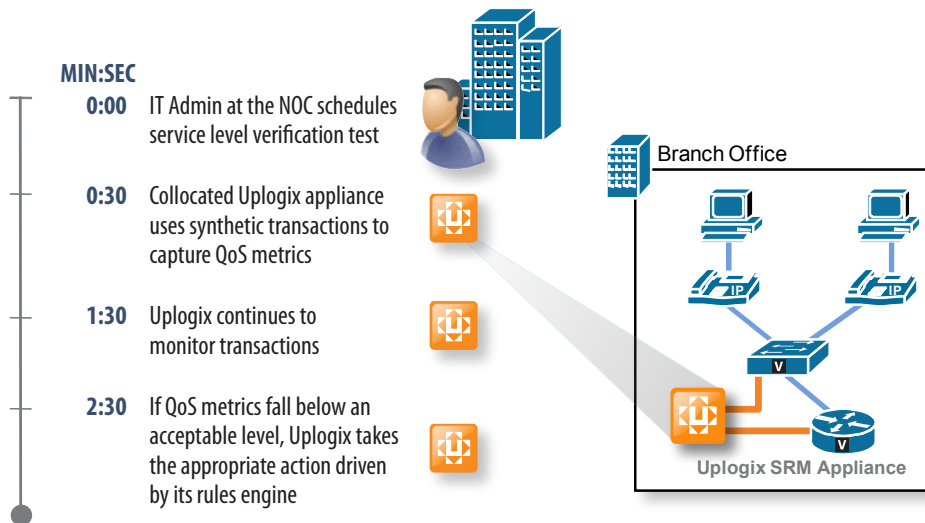 MIN:SEC
0:00 IT Admin at the NOC schedules
service level verification test
0:30 Collocated Uplogix appliance
uses synthetic transactions to
capture QoS metrics
1:30 Uplogix continues to
monitor transactions
2:30 If QoS metrics fall below an
acceptable level, Uplogix takes
the appropriate action driven
by its rules engine
Branch Office
IP IP
V
V
U
U
U
U
Uplogix SRM Appliance